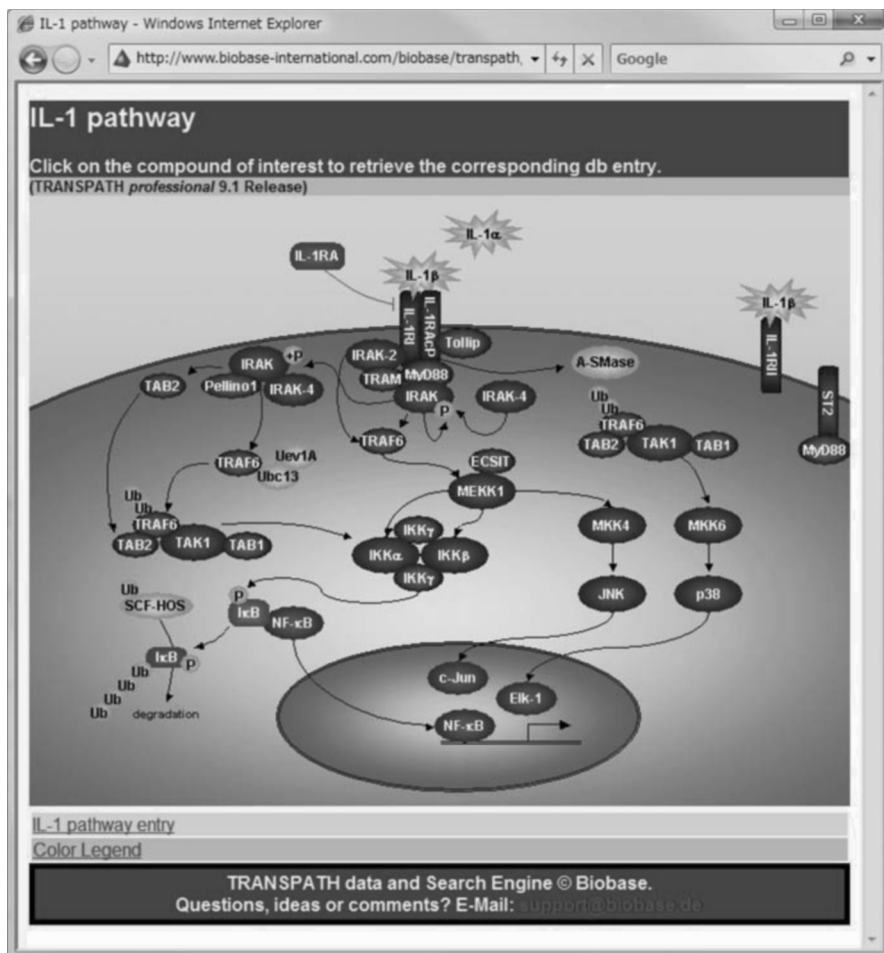 IL-1 pathway - Windows Internet Explorer
http://www.biobase-international.com/biobase/transpath,
Google
IL-1 pathway
Click on the compound of interest to retrieve the corresponding db entry.
(TRANSPATH professional 9.1 Release)
IL-1α
IL-1RA
IL-1β
IL-1β
IL-1RI
IL-1RAcP
IL-1RII
Tollip
IRAK-2
IRAK
+P
A-SMase
ST2
TRAM
MyD88
TAB2
Pellino1
IRAK-4
IRAK
P
IRAK-4
Ub
Ub
TRAF6
TAB2
TAK1
TAB1
MyD88
TRAF6
Uev1A
TRAF6
Ubc13
ECSIT
MEKK1
Ub
Ub
TRAF6
TAB2
TAK1
TAB1
IKKγ
IKKα
IKKβ
IKKγ
MKK4
MKK6
Ub
SCF-HOS
P
IκB
NF-κB
JNK
p38
IκB
P
Ub
Ub
Ub
Ub
degradation
c-Jun
Elk-1
NF-κB
IL-1 pathway entry
Color Legend
TRANSPATH data and Search Engine © Biobase.
Questions, ideas or comments? E-Mail: support@biobase.de